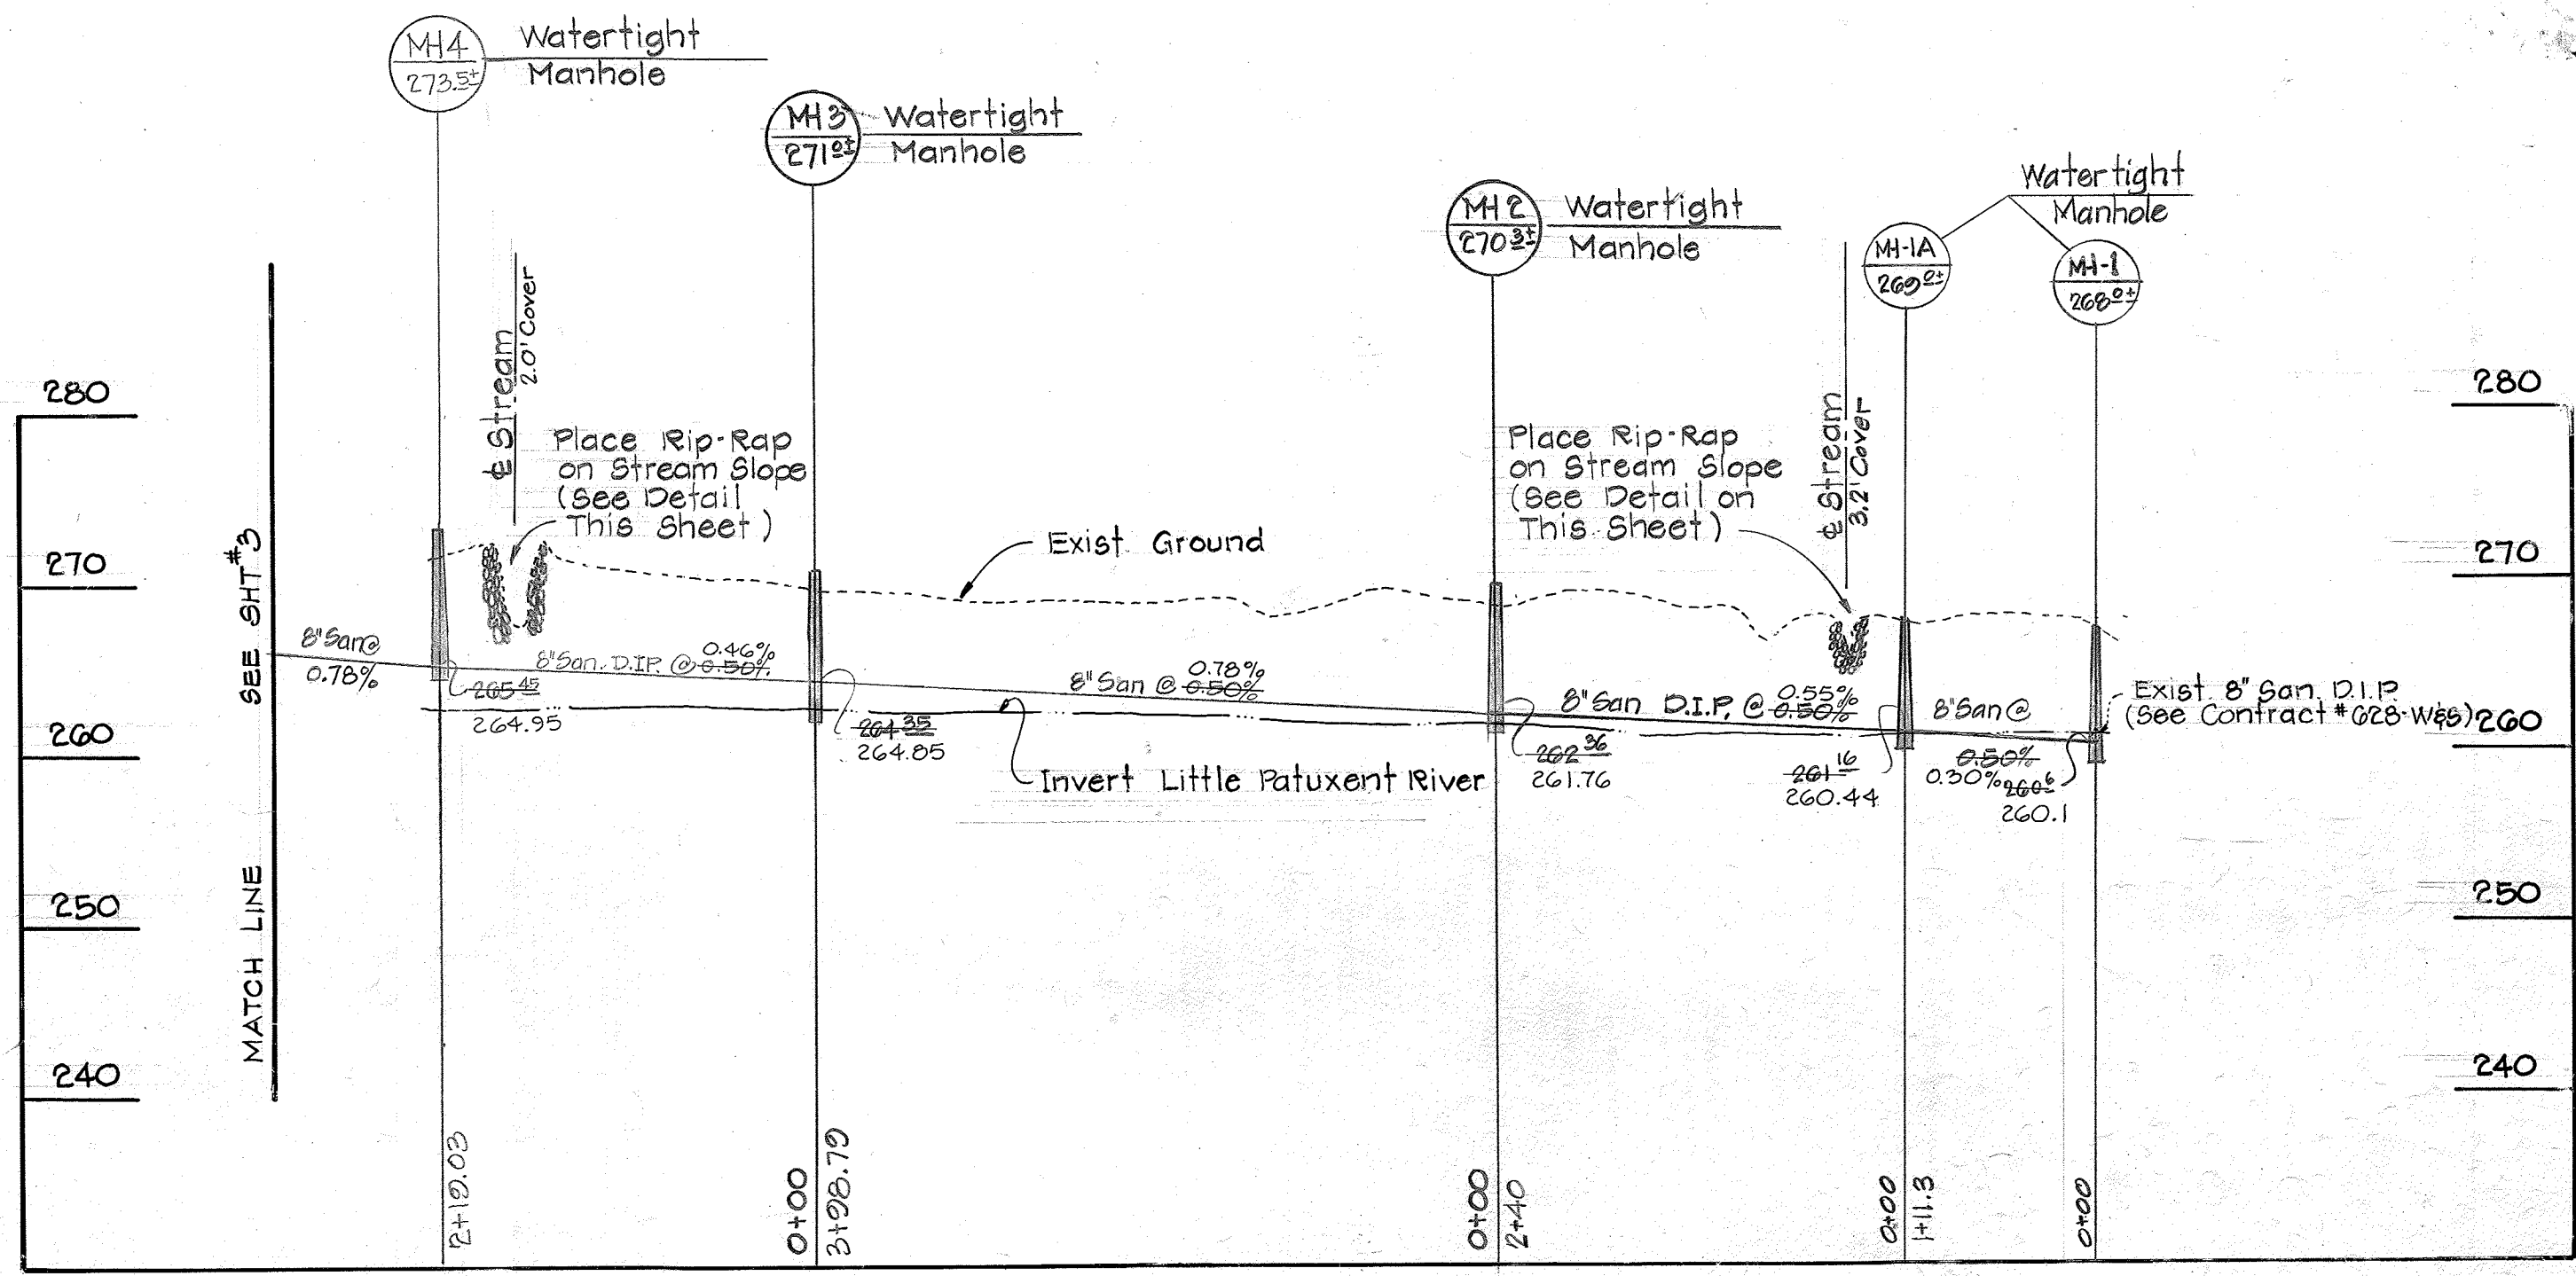 MH 4
273.5±
Watertight
Manhole
MH 3
271 0±
Watertight
Manhole
MH 2
270 3±
Watertight
Manhole
Watertight
Manhole
MH-1A
269 0±
MH-1
268 0±
280
270
260
250
240
MATCH LINE SEE SHT #3
℄ Stream
2.0' Cover
Place Rip-Rap
on Stream Slope
(See Detail
This Sheet)
Exist. Ground
Place Rip-Rap
on Stream Slope
(See Detail on
This Sheet)
℄ Stream
3.2' Cover
280
270
260
250
240
8" San @
0.78%
0.46%
8" San. D.I.P. @ 0.50%
265 45
264.95
0.78%
8" San @ 0.50%
264 35
264.85
Invert Little Patuxent River
0.55%
8" San D.I.P. @ 0.50%
262 36
261.76
261 16
260.44
8" San @
0.50%
0.30%
260 6
260.1
Exist. 8" San. D.I.P.
(See Contract #628-W&S)
2+19.03
0+00
3+98.79
0+00
2+40
0+00
1+11.3
0+00